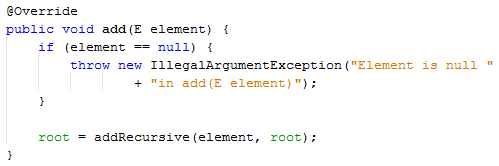 @Override
public void add(E element) {
    if (element == null) {
        throw new IllegalArgumentException("Element is null "
                + "in add(E element)");
    }
    root = addRecursive(element, root);
}